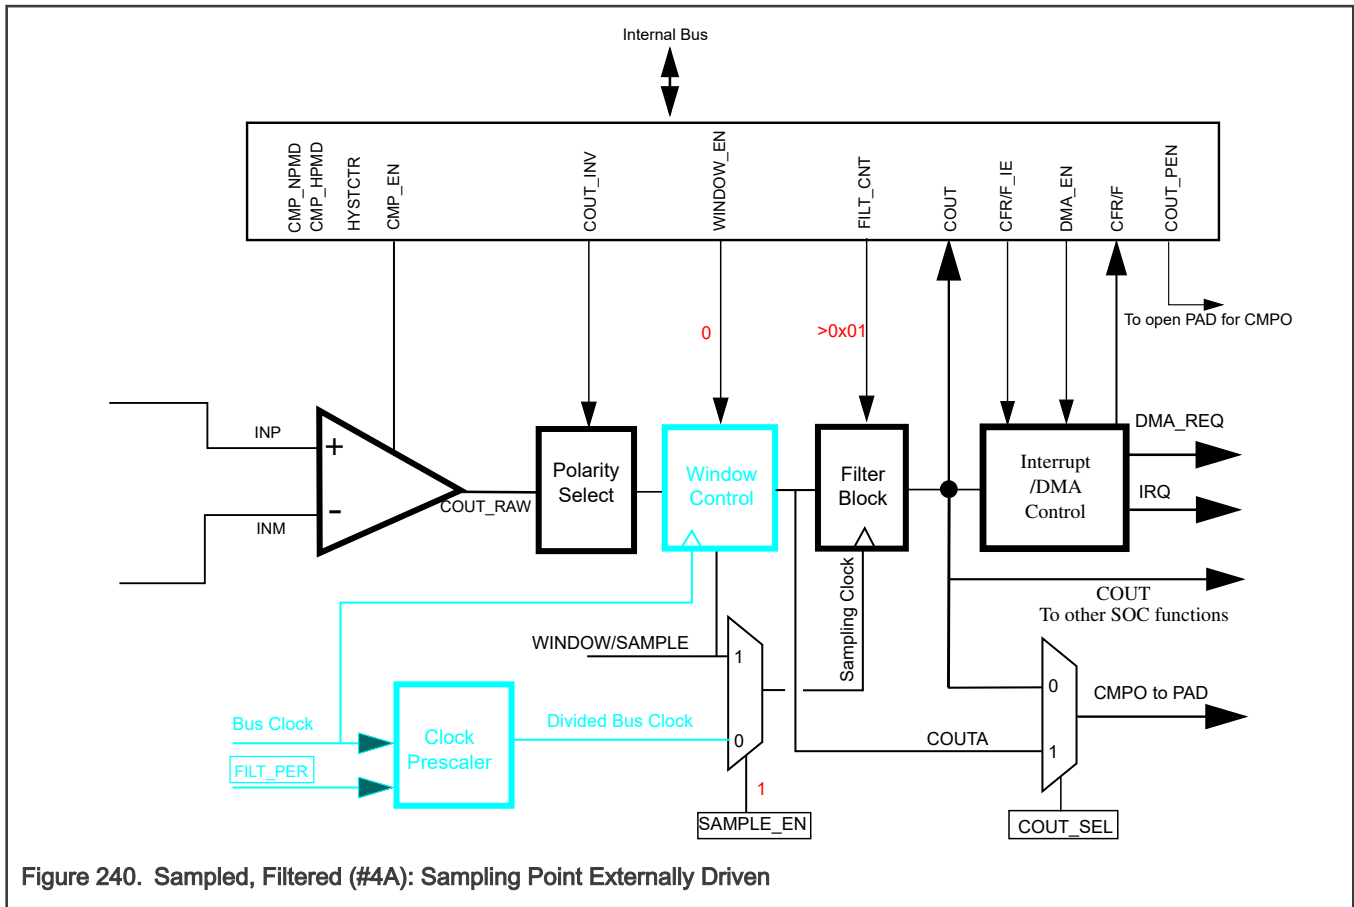 Internal Bus
CMP_NPMD
CMP_HPMD
HYSTCTR
CMP_EN
COUT_INV
WINDOW_EN
FILT_CNT
COUT
CFR/F_IE
DMA_EN
CFR/F
COUT_PEN
To open PAD for CMPO
0
>0x01
INP
+
-
INM
COUT_RAW
Polarity
Select
Window
Control
Filter
Block
Interrupt
/DMA
Control
DMA_REQ
IRQ
COUT
To other SOC functions
Sampling Clock
WINDOW/SAMPLE
1
0
Bus Clock
FILT_PER
Clock
Prescaler
Divided Bus Clock
1
SAMPLE_EN
COUTA
0
1
CMPO to PAD
COUT_SEL
Figure 240. Sampled, Filtered (#4A): Sampling Point Externally Driven